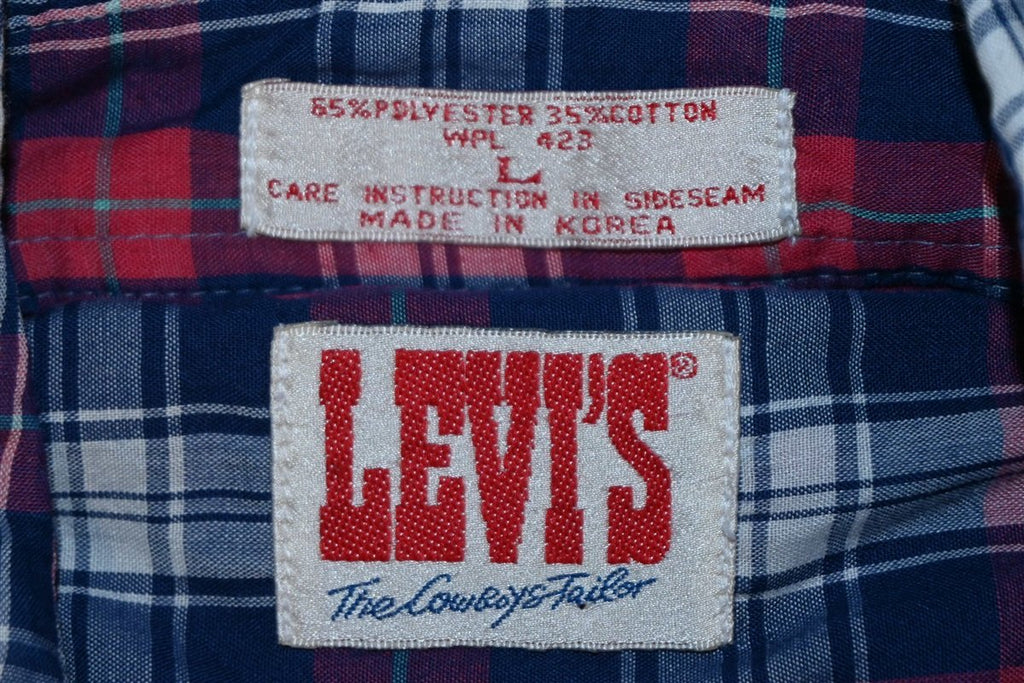 65%POLYESTER 35%COTTON
WPL 423
L
CARE INSTRUCTION IN SIDESEAM
MADE IN KOREA
LEVI'S®
The Cowboys Tailor